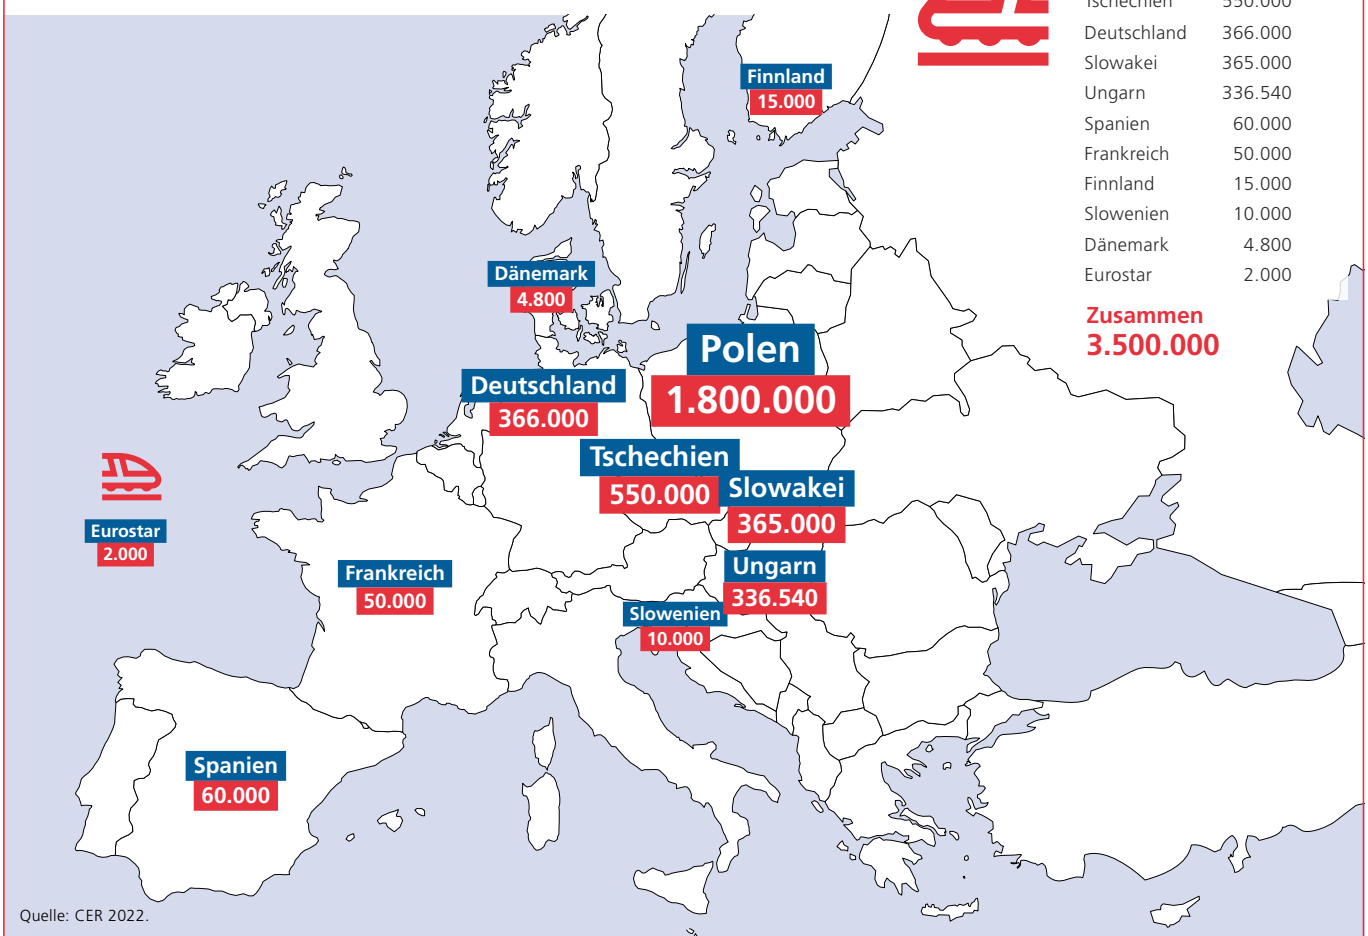 Tschechien 550.000
Deutschland 366.000
Slowakei 365.000
Ungarn 336.540
Spanien 60.000
Frankreich 50.000
Finnland 15.000
Slowenien 10.000
Dänemark 4.800
Eurostar 2.000
Zusammen
3.500.000
Finnland
15.000
Dänemark
4.800
Polen
1.800.000
Deutschland
366.000
Tschechien
550.000
Slowakei
365.000
Eurostar
2.000
Frankreich
50.000
Ungarn
336.540
Slowenien
10.000
Spanien
60.000
Quelle: CER 2022.